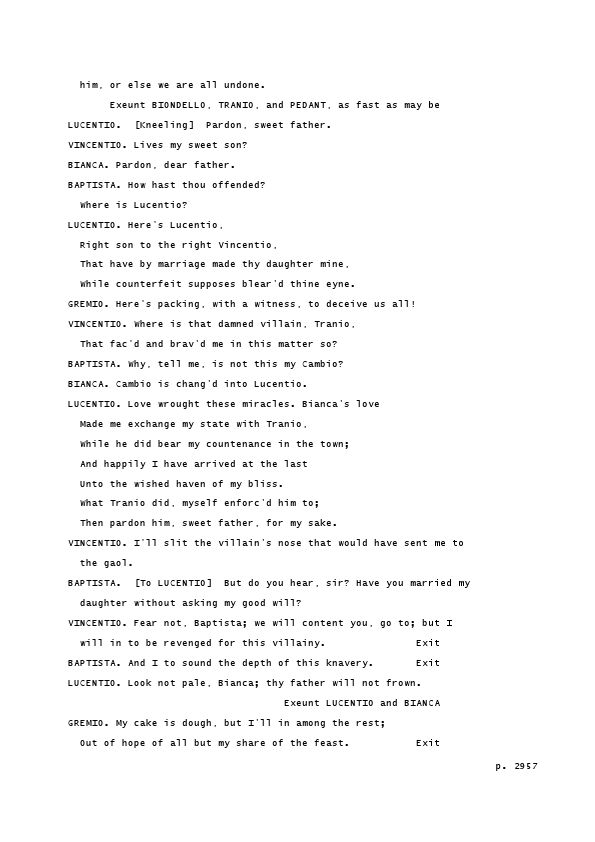 him, or else we are all undone.
Exeunt BIONDELLO, TRANIO, and PEDANT, as fast as may be
LUCENTIO. [Kneeling] Pardon, sweet father.
VINCENTIO. Lives my sweet son?
BIANCA. Pardon, dear father.
BAPTISTA. How hast thou offended?
Where is Lucentio?
LUCENTIO. Here's Lucentio,
Right son to the right Vincentio,
That have by marriage made thy daughter mine,
While counterfeit supposes blear'd thine eyne.
GREMIO. Here's packing, with a witness, to deceive us all!
VINCENTIO. Where is that damned villain, Tranio,
That fac'd and brav'd me in this matter so?
BAPTISTA. Why, tell me, is not this my Cambio?
BIANCA. Cambio is chang'd into Lucentio.
LUCENTIO. Love wrought these miracles. Bianca's love
Made me exchange my state with Tranio,
While he did bear my countenance in the town;
And happily I have arrived at the last
Unto the wished haven of my bliss.
What Tranio did, myself enforc'd him to;
Then pardon him, sweet father, for my sake.
VINCENTIO. I'll slit the villain's nose that would have sent me to
the gaol.
BAPTISTA. [To LUCENTIO] But do you hear, sir? Have you married my
daughter without asking my good will?
VINCENTIO. Fear not, Baptista; we will content you, go to; but I
will in to be revenged for this villainy. Exit
BAPTISTA. And I to sound the depth of this knavery. Exit
LUCENTIO. Look not pale, Bianca; thy father will not frown.
Exeunt LUCENTIO and BIANCA
GREMIO. My cake is dough, but I'll in among the rest;
Out of hope of all but my share of the feast. Exit
p. 2957